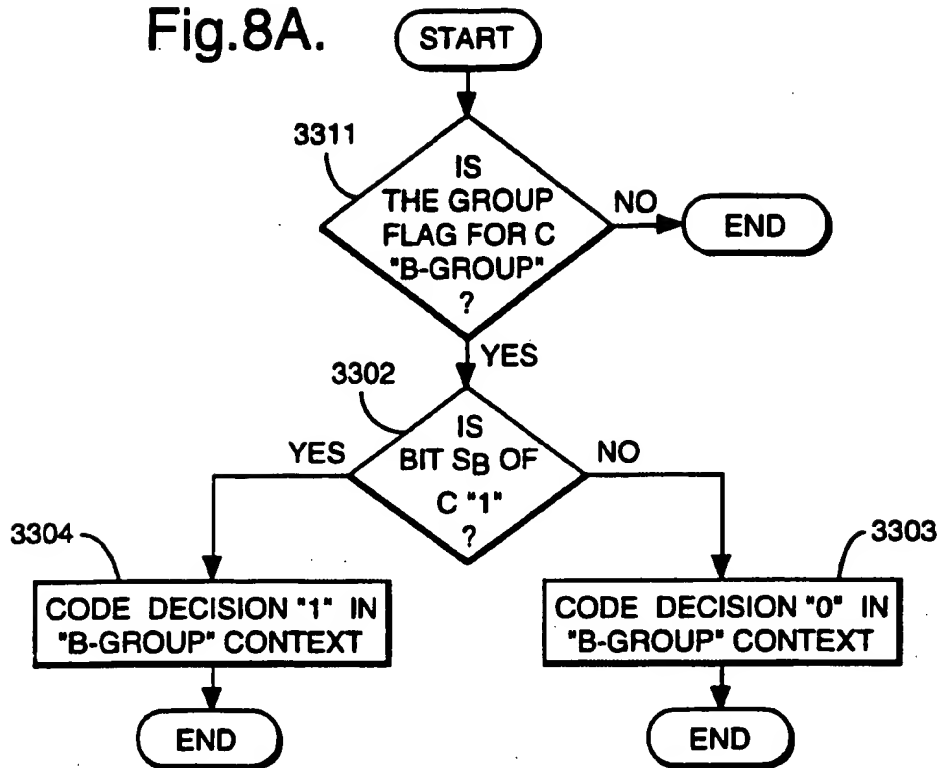 Fig.8A.
START
3311
IS
THE GROUP
FLAG FOR C
"B-GROUP"
?
NO
END
YES
3302
IS
BIT SB OF
C "1"
?
YES
NO
3304
3303
CODE DECISION "1" IN
"B-GROUP" CONTEXT
CODE DECISION "0" IN
"B-GROUP" CONTEXT
END
END